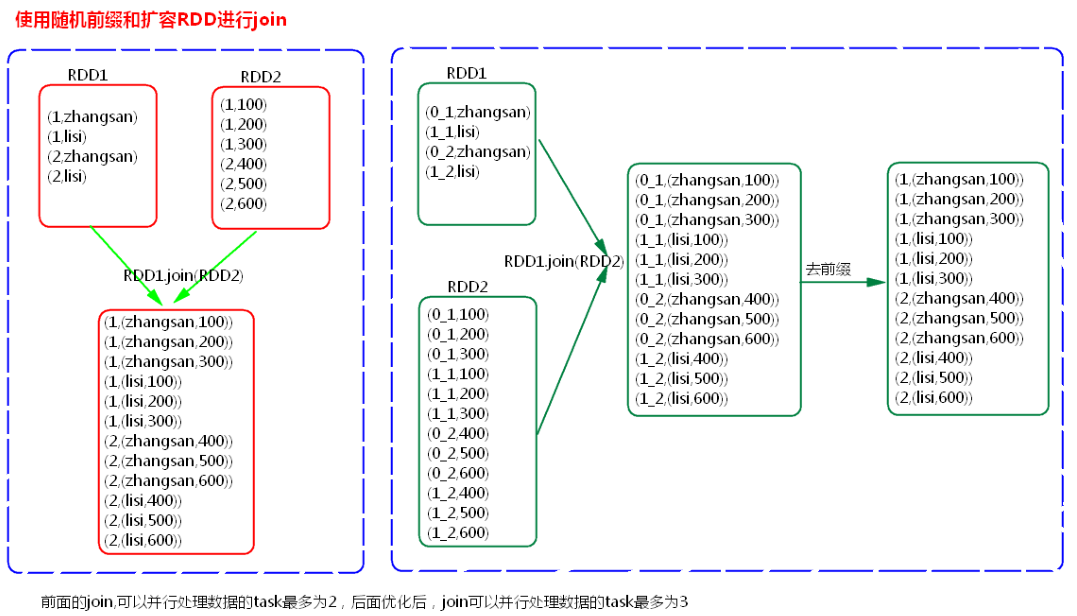 使用随机前缀和扩容RDD进行join
RDD1
(1,zhangsan)
(1,lisi)
(2,zhangsan)
(2,lisi)
RDD2
(1,100)
(1,200)
(1,300)
(2,400)
(2,500)
(2,600)
RDD1.join(RDD2)
(1,(zhangsan,100))
(1,(zhangsan,200))
(1,(zhangsan,300))
(1,(lisi,100))
(1,(lisi,200))
(1,(lisi,300))
(2,(zhangsan,400))
(2,(zhangsan,500))
(2,(zhangsan,600))
(2,(lisi,400))
(2,(lisi,500))
(2,(lisi,600))
RDD1
(0_1,zhangsan)
(1_1,lisi)
(0_2,zhangsan)
(1_2,lisi)
RDD2
(0_1,100)
(0_1,200)
(0_1,300)
(1_1,100)
(1_1,200)
(1_1,300)
(0_2,400)
(0_2,500)
(0_2,600)
(1_2,400)
(1_2,500)
(1_2,600)
RDD1.join(RDD2)
(0_1,(zhangsan,100))
(0_1,(zhangsan,200))
(0_1,(zhangsan,300))
(1_1,(lisi,100))
(1_1,(lisi,200))
(1_1,(lisi,300))
(0_2,(zhangsan,400))
(0_2,(zhangsan,500))
(0_2,(zhangsan,600))
(1_2,(lisi,400))
(1_2,(lisi,500))
(1_2,(lisi,600))
去前缀
(1,(zhangsan,100))
(1,(zhangsan,200))
(1,(zhangsan,300))
(1,(lisi,100))
(1,(lisi,200))
(1,(lisi,300))
(2,(zhangsan,400))
(2,(zhangsan,500))
(2,(zhangsan,600))
(2,(lisi,400))
(2,(lisi,500))
(2,(lisi,600))
前面的join,可以并行处理数据的task最多为2，后面优化后，join可以并行处理数据的task最多为3